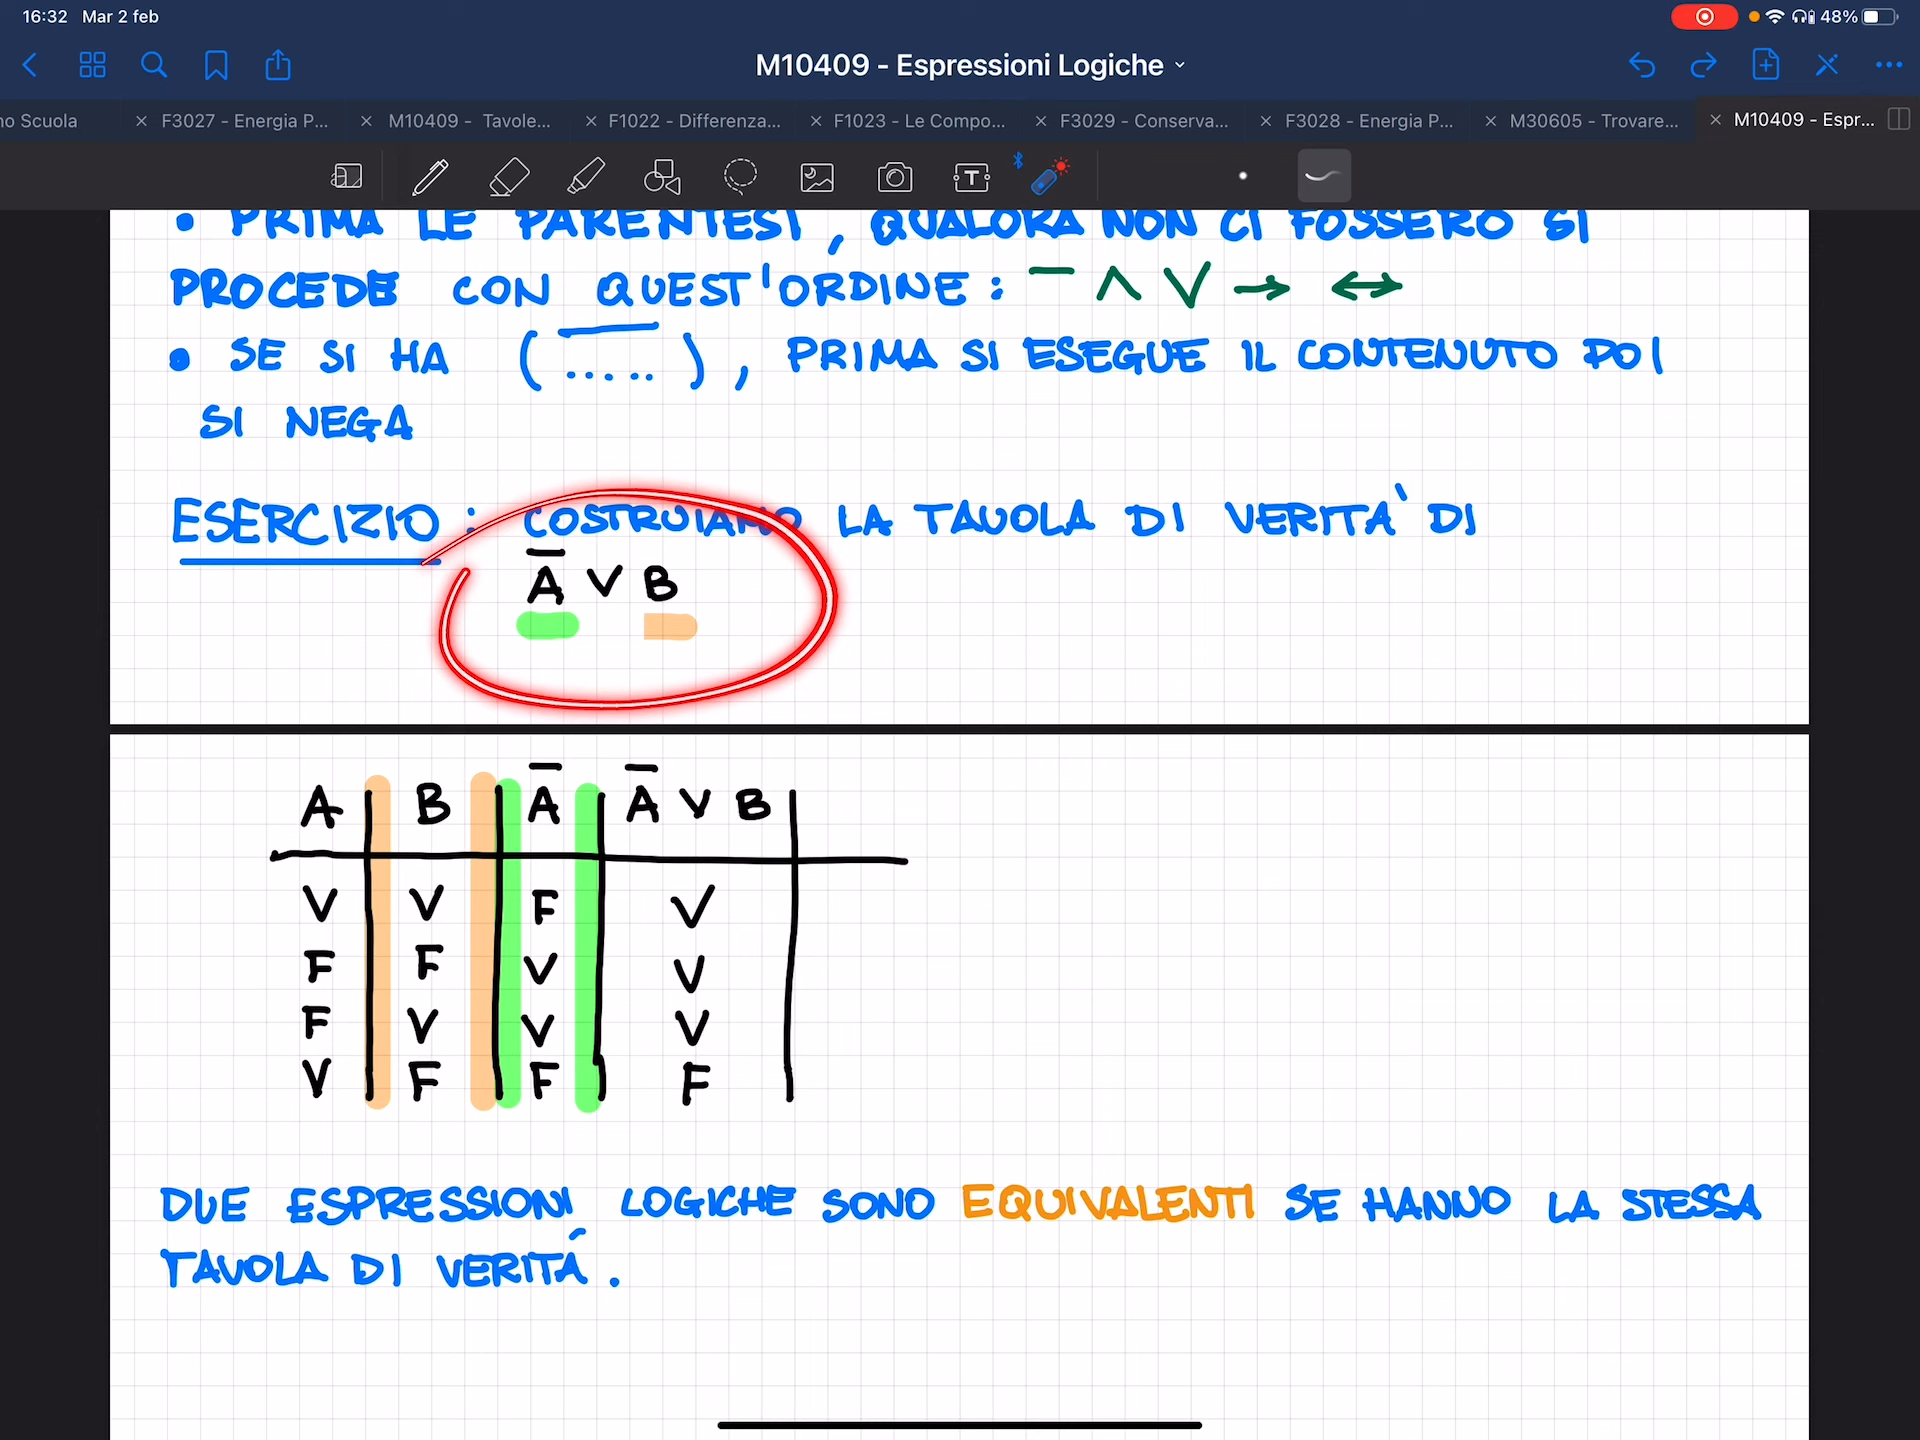 16:32 Mar 2 feb 48%
M10409 - Espressioni Logiche
no Scuola × F3027 - Energia P... × M10409 - Tavole... × F1022 - Differenza... × F1023 - Le Compo... × F3029 - Conserva... × F3028 - Energia P... × M30605 - Trovare... × M10409 - Espr...
T
• PRIMA LE PARENTESI, QUALORA NON CI FOSSERO SI
PROCEDE CON QUEST'ORDINE: ‾ ∧ ∨ → ↔
• SE SI HA (‾.....), PRIMA SI ESEGUE IL CONTENUTO POI
SI NEGA
ESERCIZIO: COSTRUIAMO LA TAVOLA DI VERITÀ DI
Ā ∨ B
A B Ā Ā ∨ B
V V F V
F F V V
F V V V
V F F F
DUE ESPRESSIONI LOGICHE SONO EQUIVALENTI SE HANNO LA STESSA
TAVOLA DI VERITÁ.